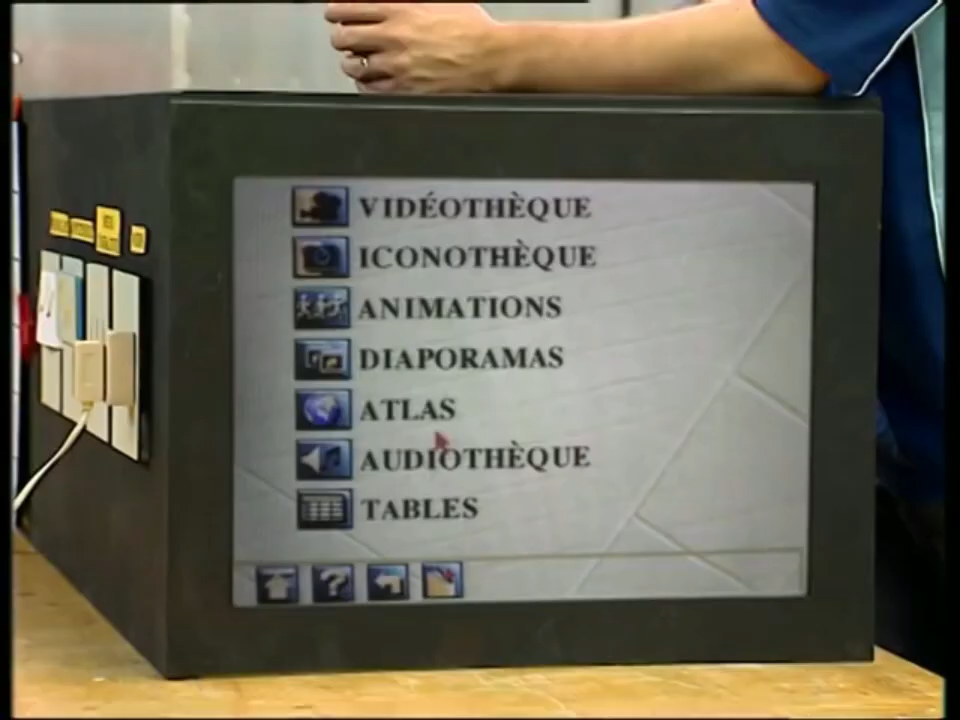 VIDÉOTHÈQUE
ICONOTHÈQUE
ANIMATIONS
DIAPORAMAS
ATLAS
AUDIOTHÈQUE
TABLES
?